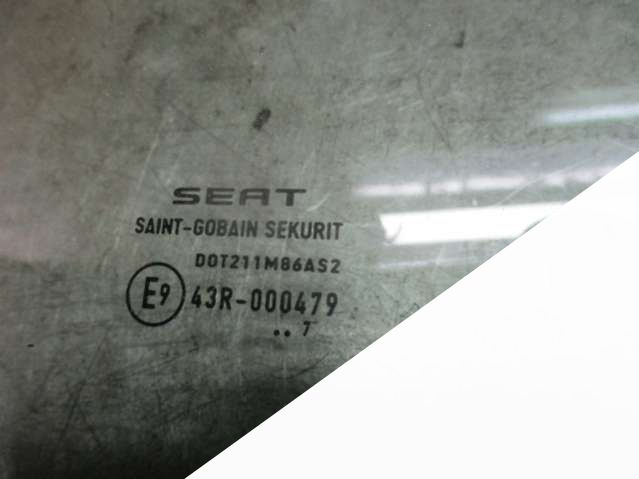 SEAT
SAINT-GOBAIN SEKURIT
DOT211M86AS2
E9 43R-000479
.. 7